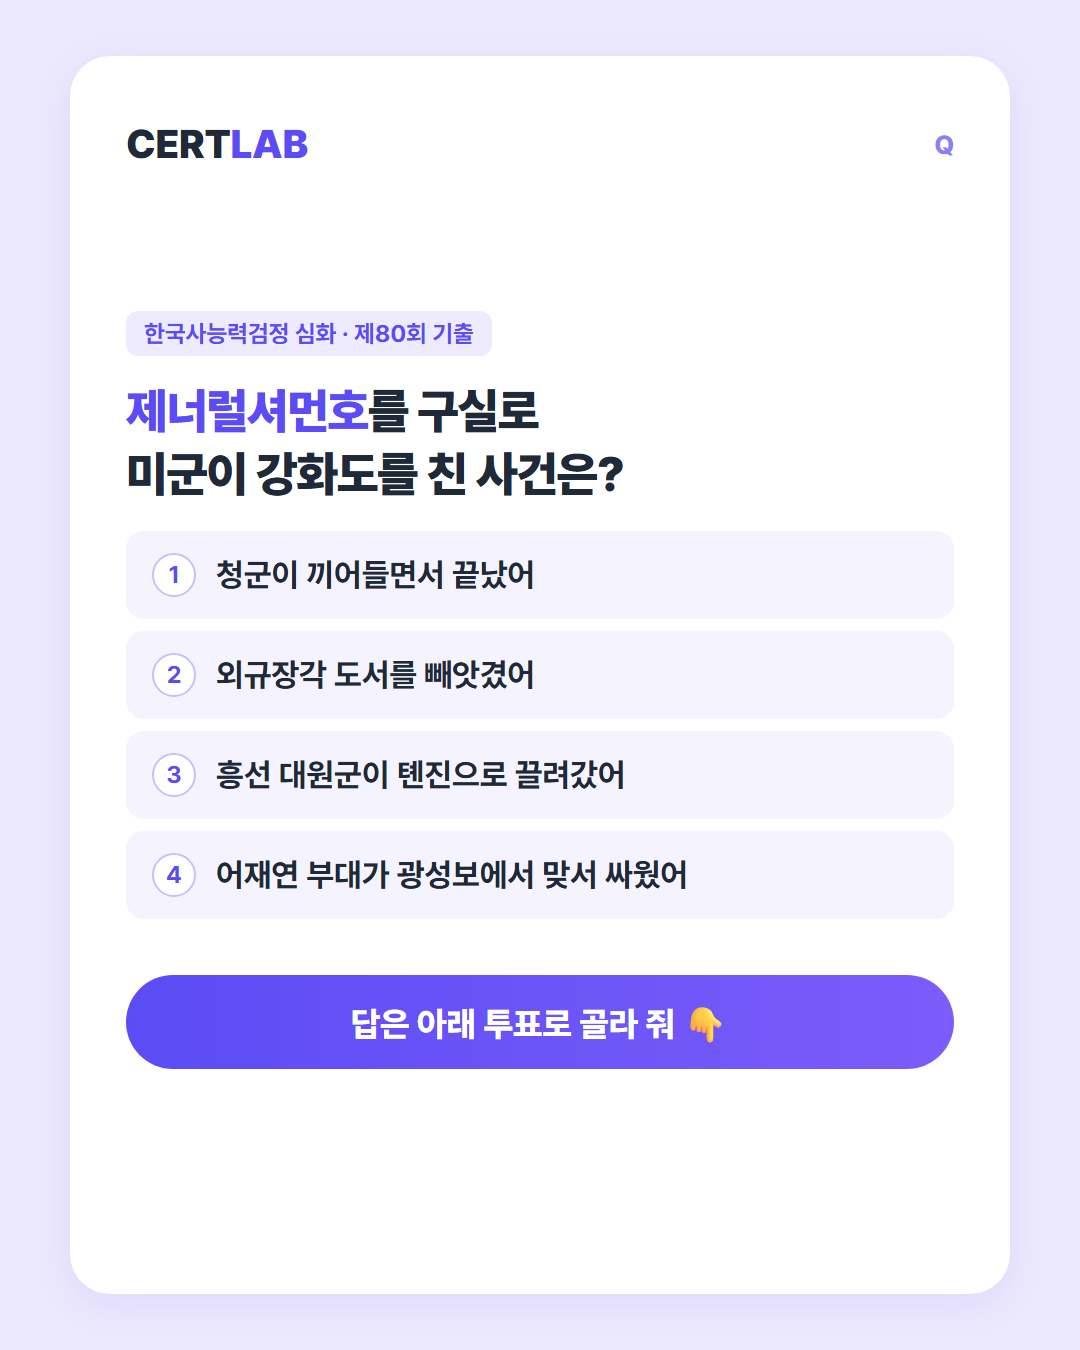 CERTLAB
Q
한국사능력검정 심화 · 제80회 기출
제너럴셔먼호를 구실로
미군이 강화도를 친 사건은?
1 청군이 끼어들면서 끝났어
2 외규장각 도서를 빼앗겼어
3 흥선 대원군이 톈진으로 끌려갔어
4 어재연 부대가 광성보에서 맞서 싸웠어
답은 아래 투표로 골라 줘 👇